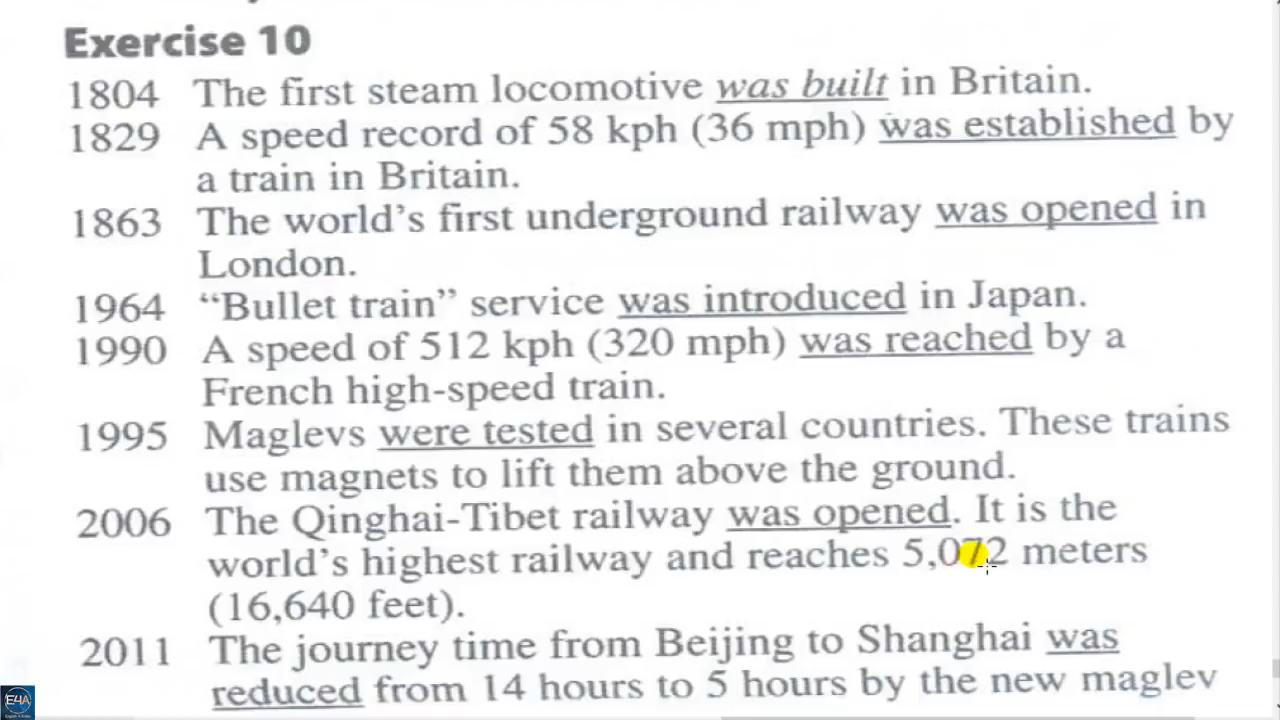 Exercise 10
1804 The first steam locomotive was built in Britain.
1829 A speed record of 58 kph (36 mph) was established by
a train in Britain.
1863 The world's first underground railway was opened in
London.
1964 “Bullet train” service was introduced in Japan.
1990 A speed of 512 kph (320 mph) was reached by a
French high-speed train.
1995 Maglevs were tested in several countries. These trains
use magnets to lift them above the ground.
2006 The Qinghai-Tibet railway was opened. It is the
world's highest railway and reaches 5,072 meters
(16,640 feet).
2011 The journey time from Beijing to Shanghai was
reduced from 14 hours to 5 hours by the new maglev
E4A